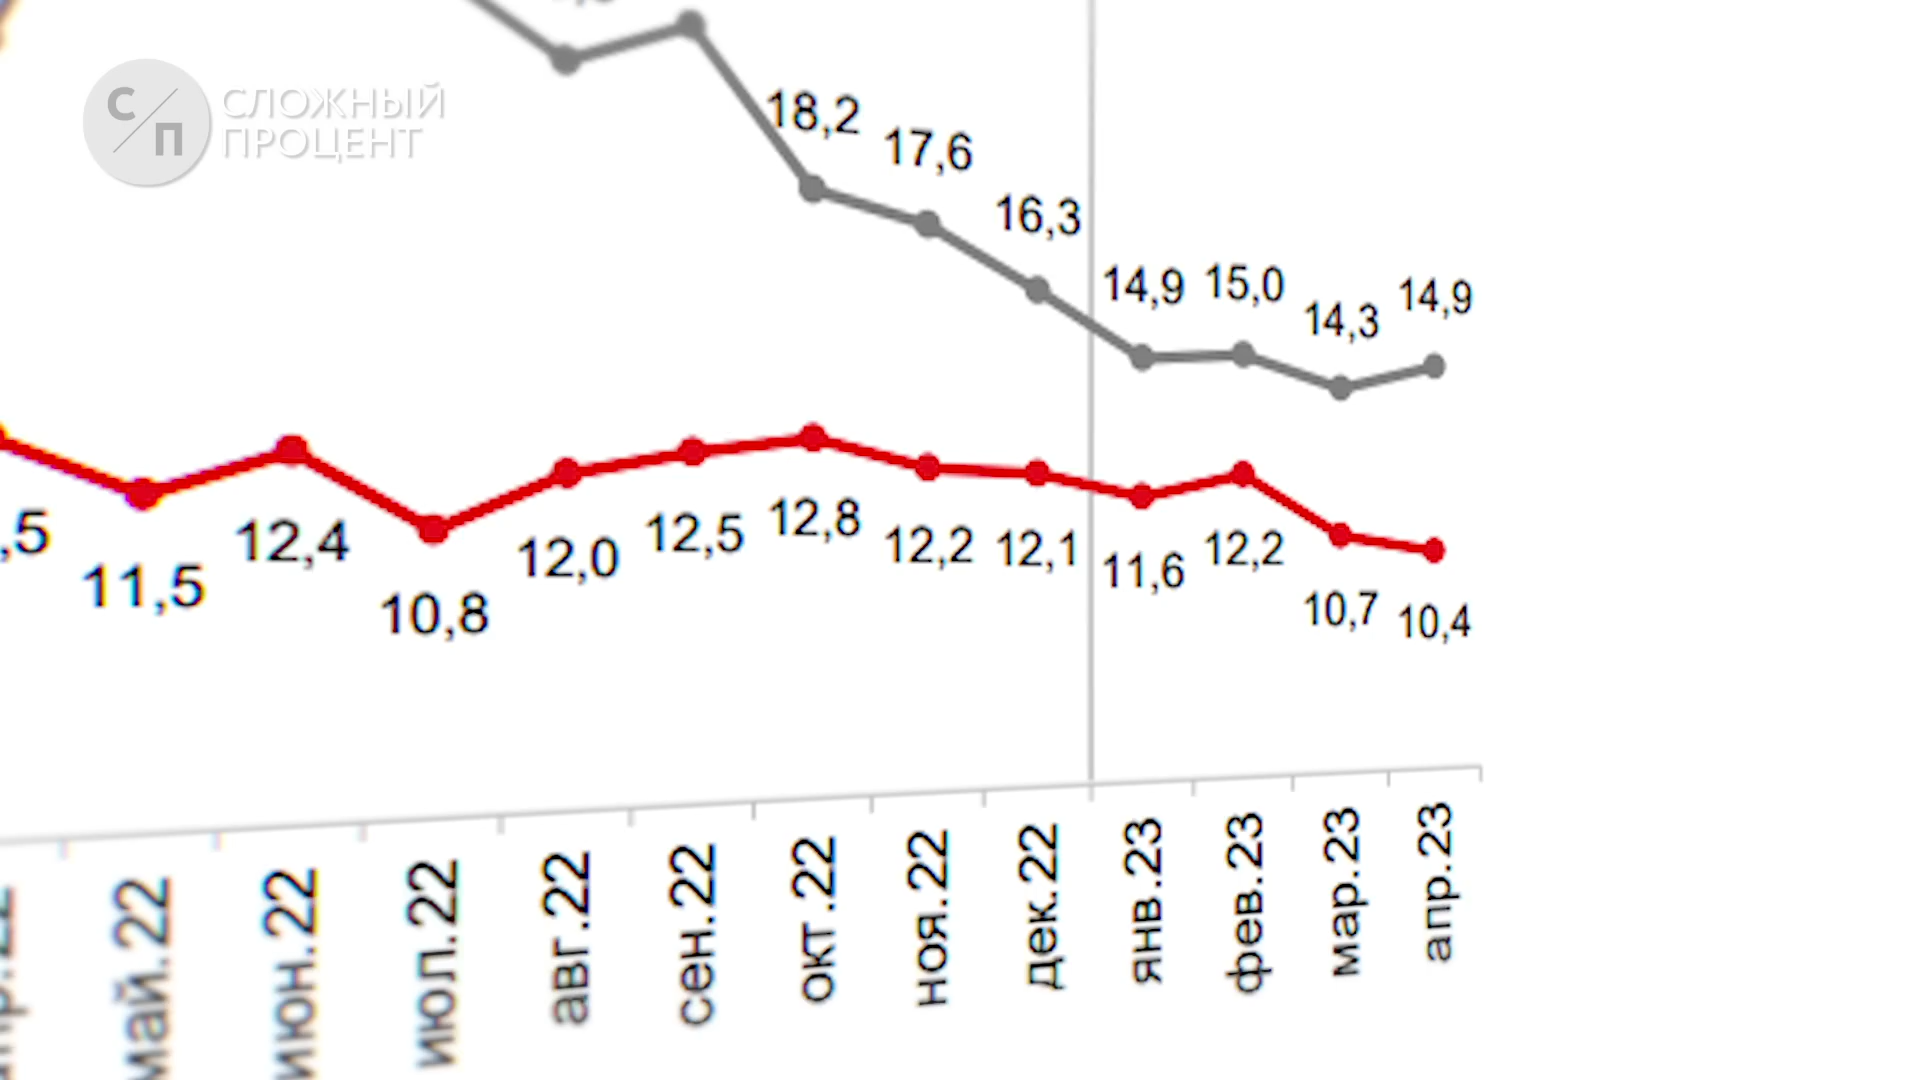 С
П
СЛОЖНЫЙ
ПРОЦЕНТ
18,2
17,6
16,3
14,9
15,0
14,3
14,9
,5
11,5
12,4
10,8
12,0
12,5
12,8
12,2
12,1
11,6
12,2
10,7
10,4
май.22
июн.22
июл.22
авг.22
сен.22
окт.22
ноя.22
дек.22
янв.23
фев.23
мар.23
апр.23